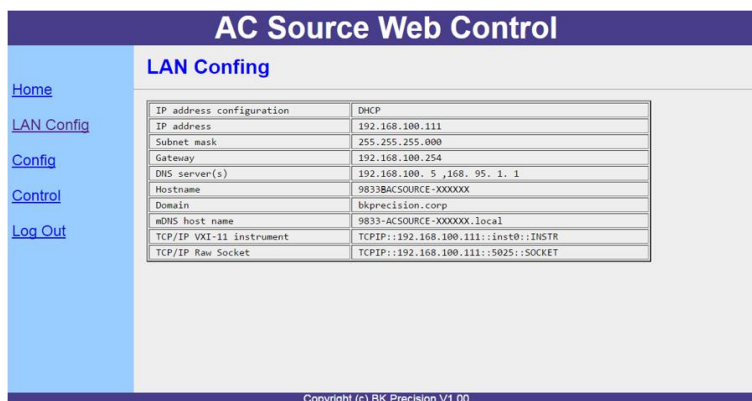 AC Source Web Control
LAN Confing
Home
LAN Config
Config
Control
Log Out
IP address configuration DHCP
IP address 192.168.100.111
Subnet mask 255.255.255.000
Gateway 192.168.100.254
DNS server(s) 192.168.100. 5 ,168. 95. 1. 1
Hostname 9833BACSOURCE-XXXXXX
Domain bkprecision.corp
mDNS host name 9833-ACSOURCE-XXXXXX.local
TCP/IP VXI-11 instrument TCPIP::192.168.100.111::inst0::INSTR
TCP/IP Raw Socket TCPIP::192.168.100.111::5025::SOCKET
Copyright (c) BK Precision V1.00